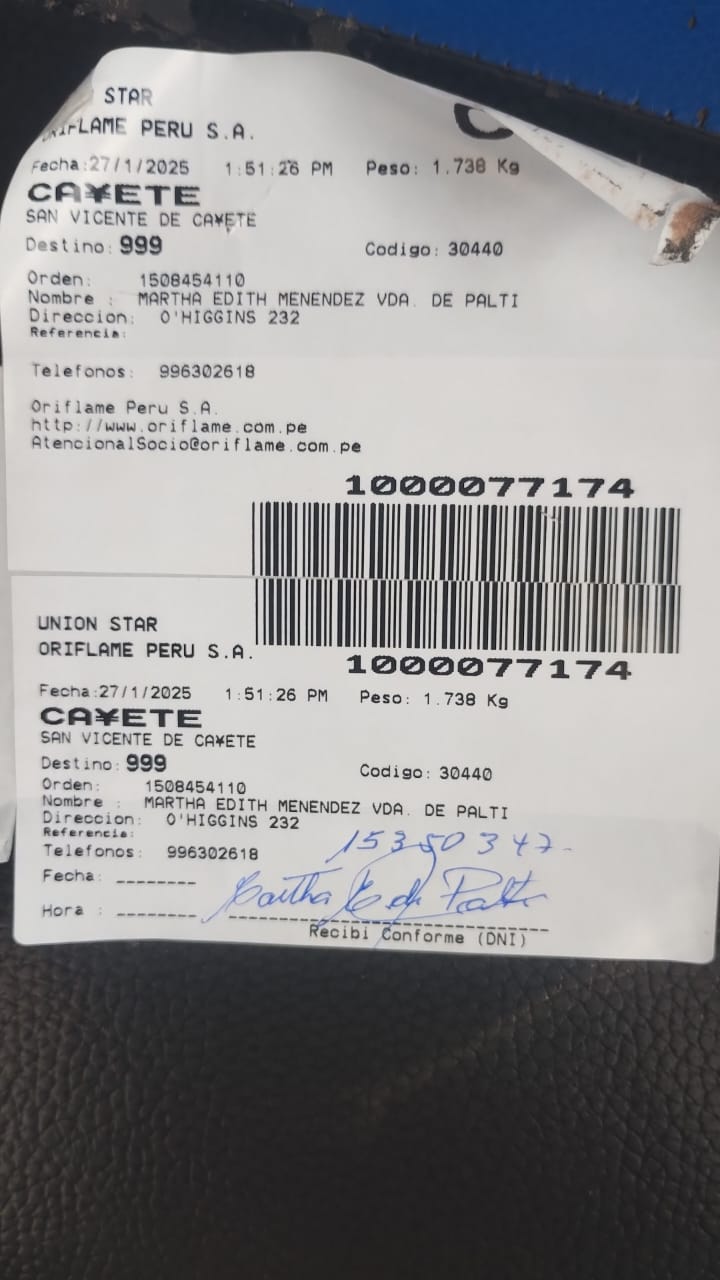 STAR
ORIFLAME PERU S.A.
Fecha:27/1/2025 1:51:26 PM Peso: 1.738 Kg
CA¥ETE
SAN VICENTE DE CA¥ETE
Destino: 999 Codigo: 30440
Orden: 1508454110
Nombre : MARTHA EDITH MENENDEZ VDA. DE PALTI
Direccion: O'HIGGINS 232
Referencia:
Telefonos: 996302618
Oriflame Peru S.A.
http://www.oriflame.com.pe
AtencionalSocio@oriflame.com.pe
1000077174
UNION STAR
ORIFLAME PERU S.A.
1000077174
Fecha:27/1/2025 1:51:26 PM Peso: 1.738 Kg
CA¥ETE
SAN VICENTE DE CA¥ETE
Destino: 999 Codigo: 30440
Orden: 1508454110
Nombre : MARTHA EDITH MENENDEZ VDA. DE PALTI
Direccion: O'HIGGINS 232
Referencia:
15350347-
Telefonos: 996302618
Fecha: --------
Martha E de Palti
Hora : --------
Recibi Conforme (DNI)